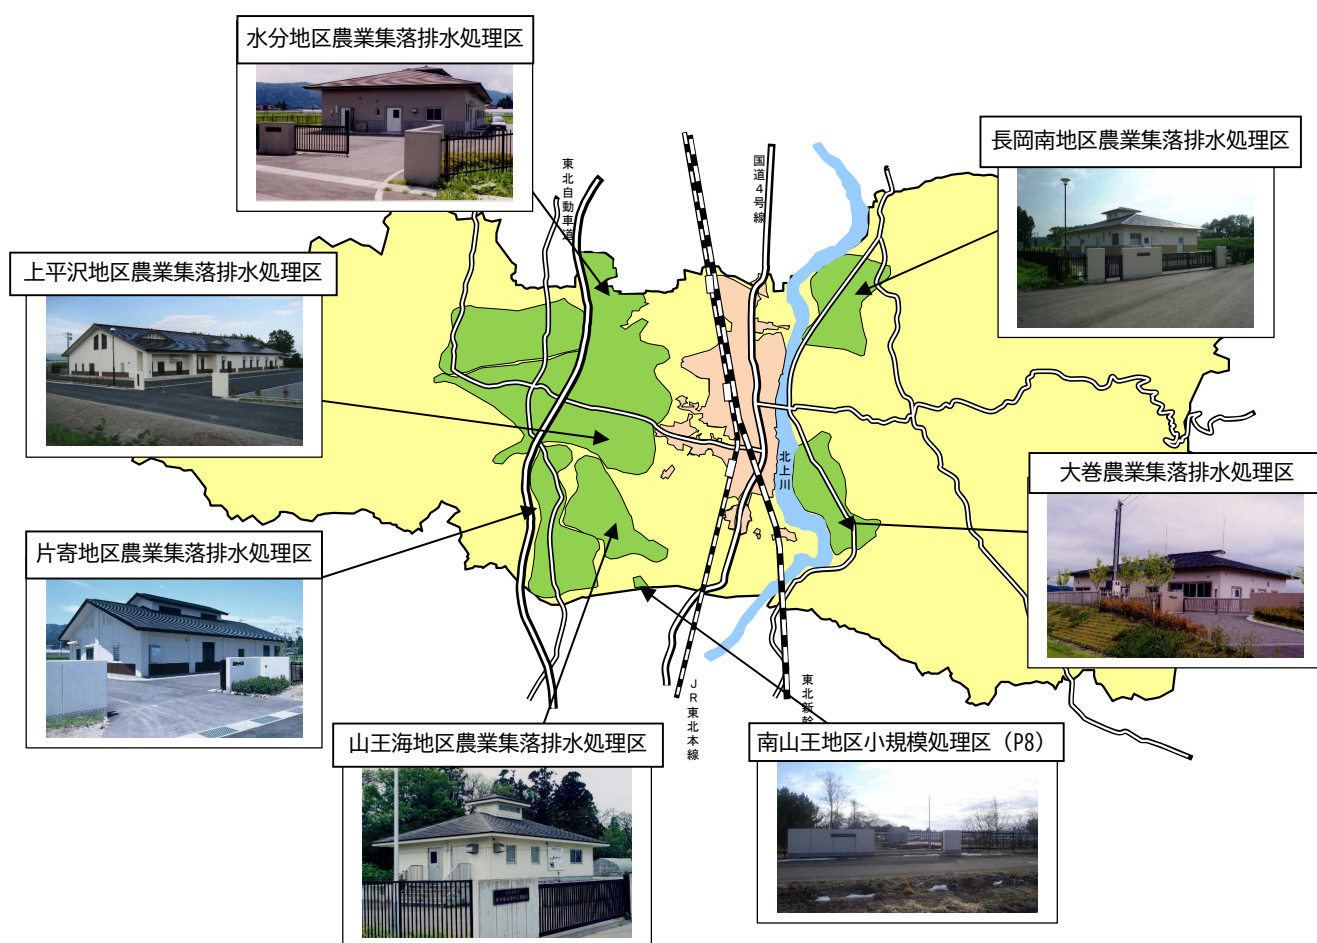 水分地区農業集落排水処理区
長岡南地区農業集落排水処理区
東北自動車道
国道4号線
上平沢地区農業集落排水処理区
北上川
大巻農業集落排水処理区
片寄地区農業集落排水処理区
JR東北本線
東北新幹
山王海地区農業集落排水処理区
南山王地区小規模処理区（P8）